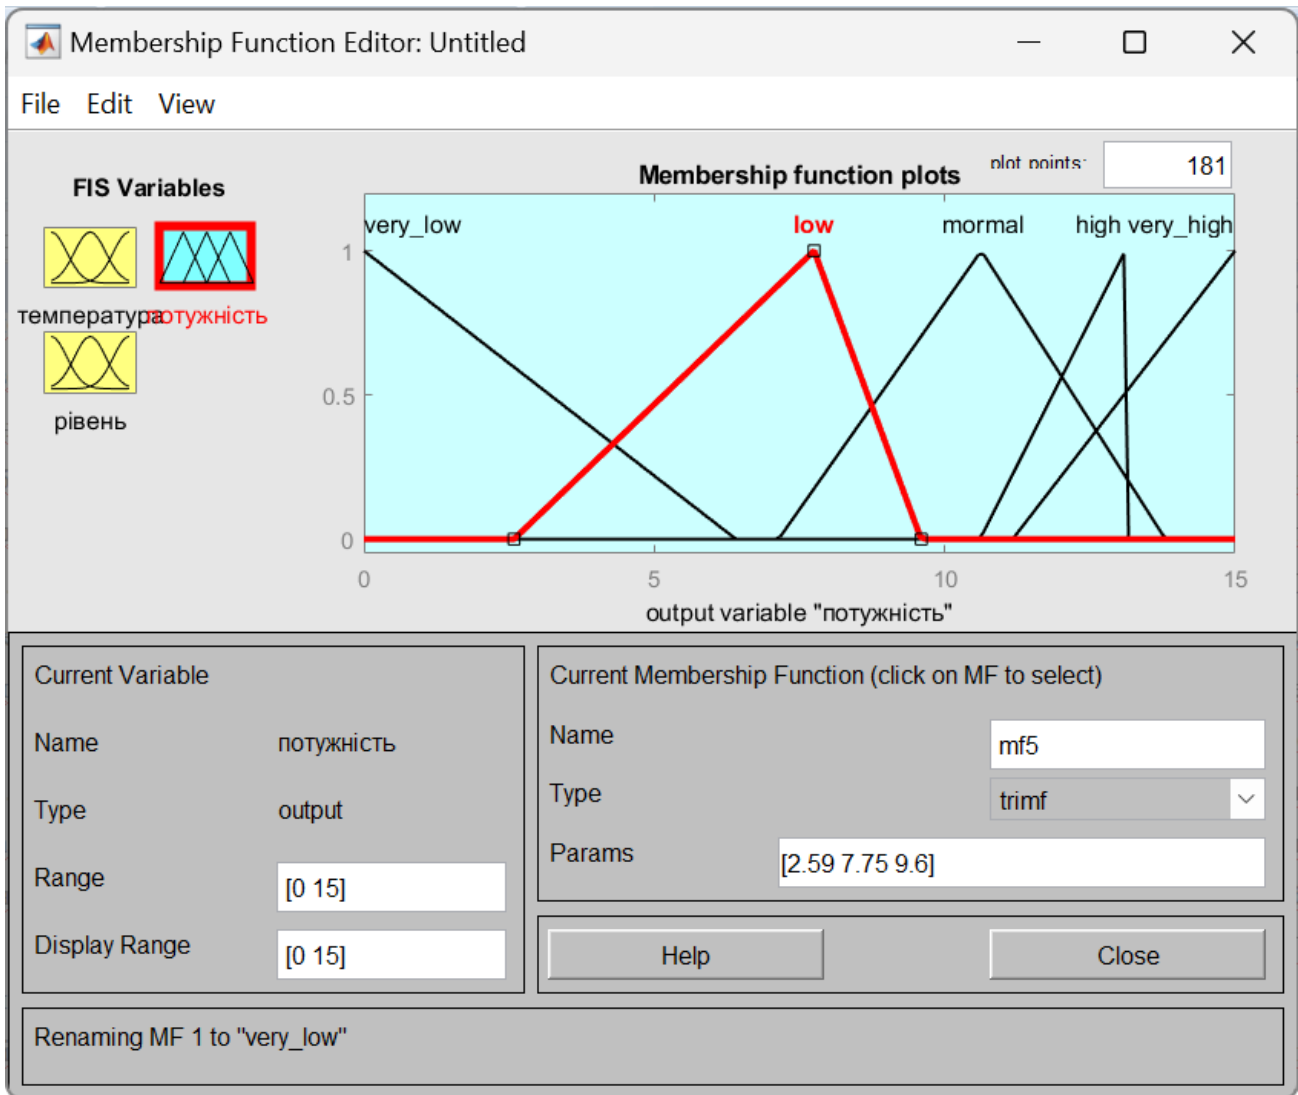 Membership Function Editor: Untitled
File Edit View
FIS Variables
температура
потужність
рівень
Membership function plots
plot points:
181
very_low
low
mormal
high
very_high
1
0.5
0
0
5
10
15
output variable "потужність"
Current Variable
Name
потужність
Type
output
Range
[0 15]
Display Range
[0 15]
Current Membership Function (click on MF to select)
Name
mf5
Type
trimf
Params
[2.59 7.75 9.6]
Help
Close
Renaming MF 1 to "very_low"